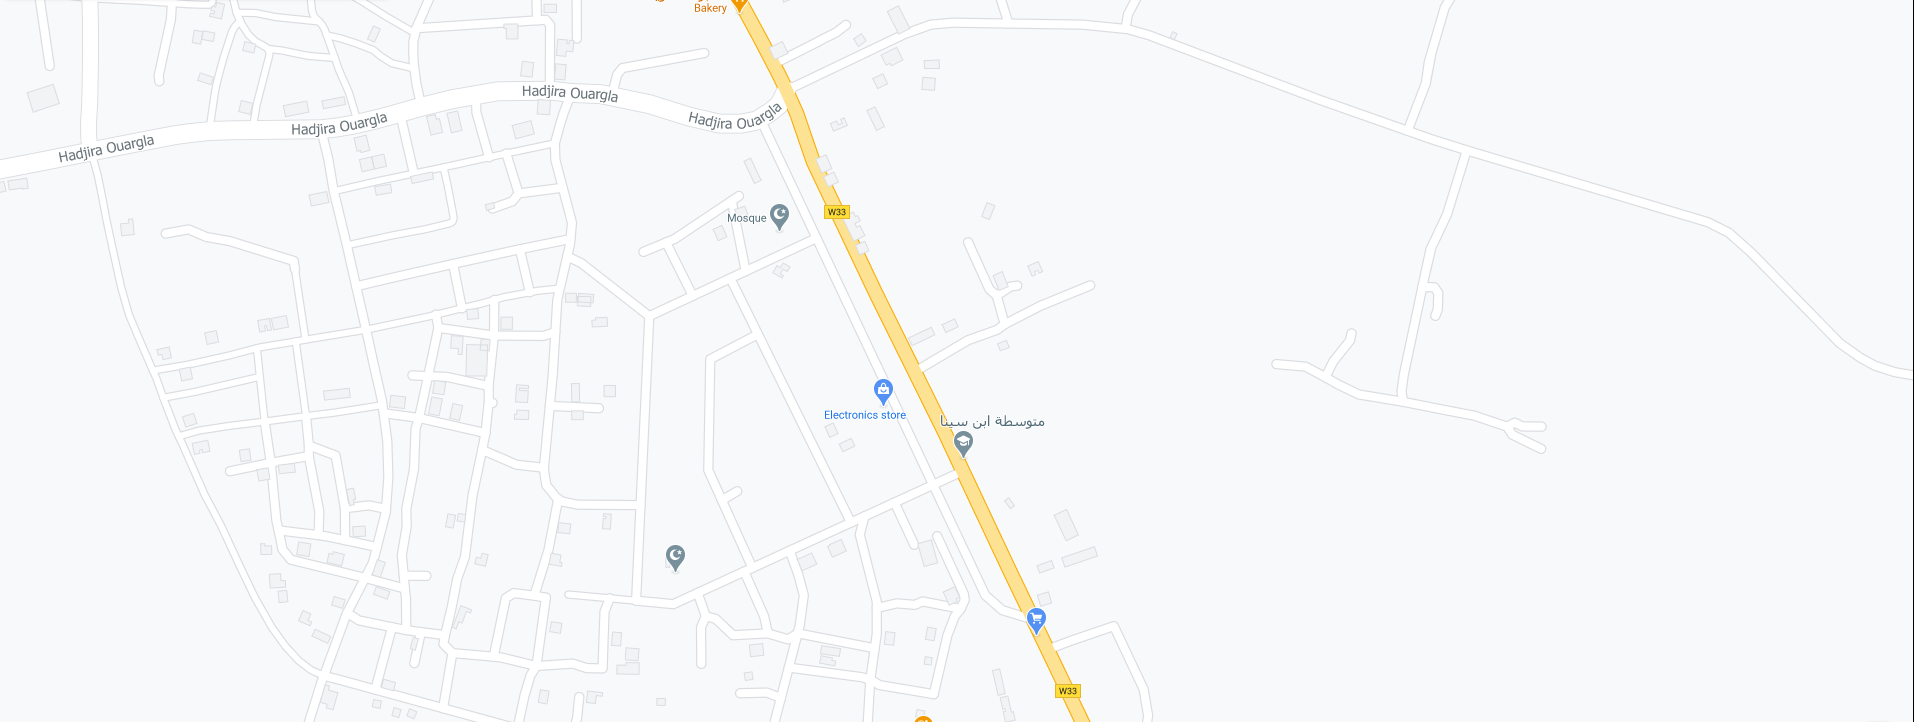 Bakery
Hadjira Ouargla
Hadjira Ouargla
Hadjira Ouargla
Hadjira Ouargla
W33
Mosque
Electronics store
متوسطة ابن سينا
W33